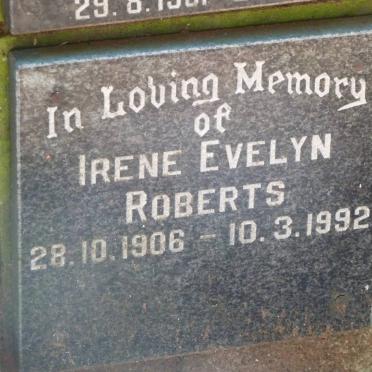 In Loving Memory
of
IRENE EVELYN
ROBERTS
28.10.1906 – 10.3.1992